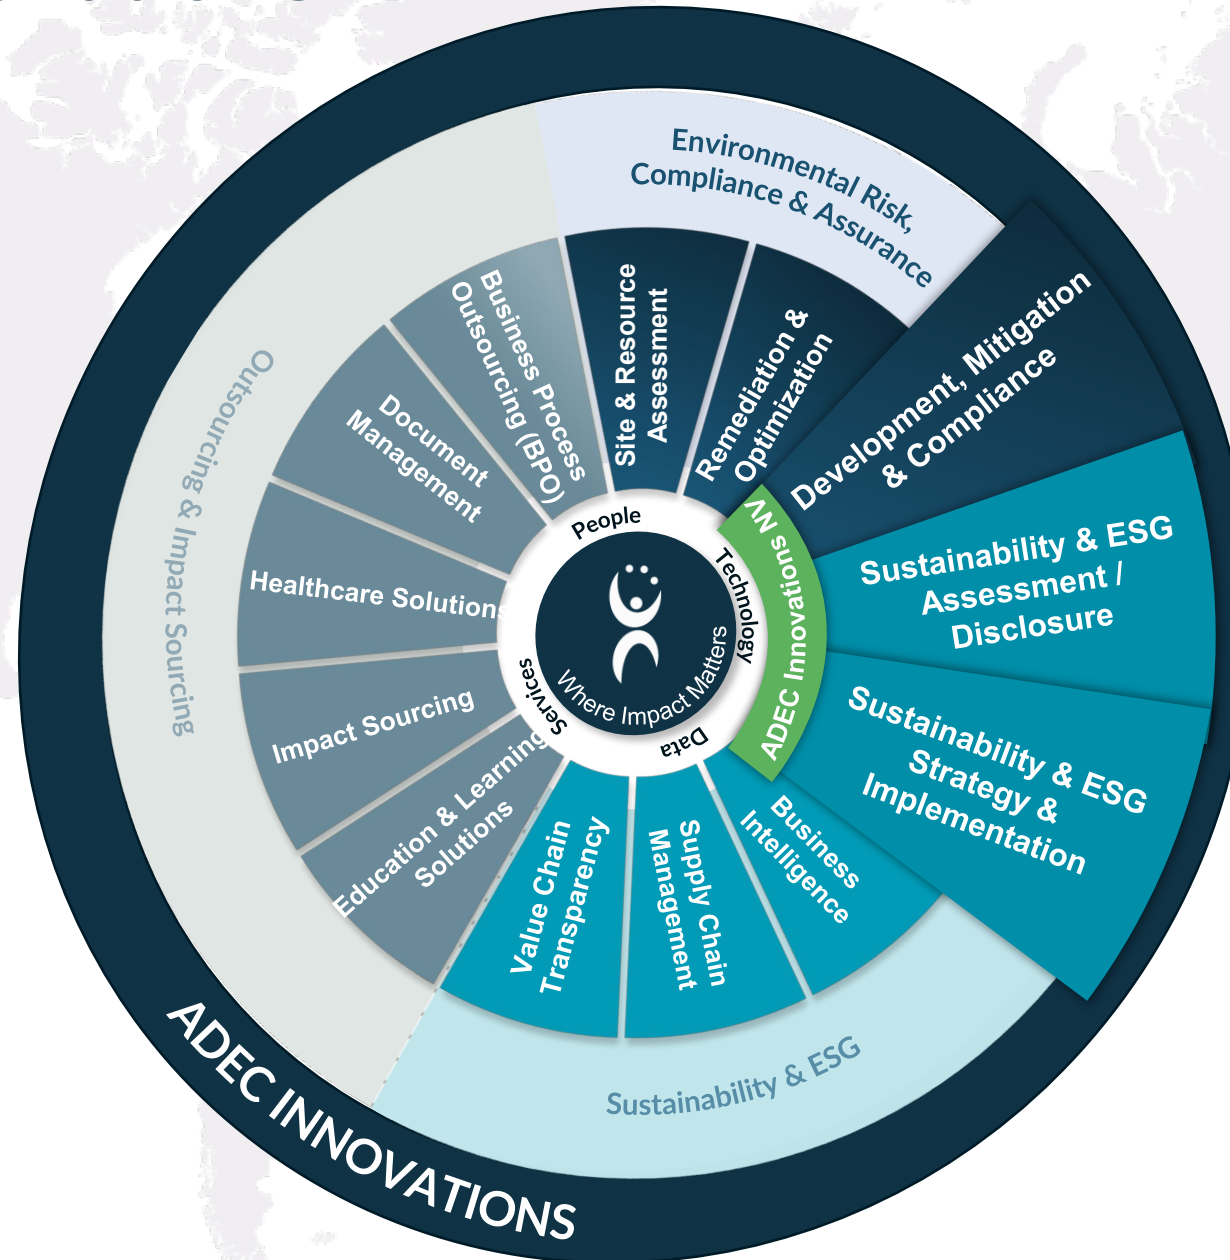 Environmental Risk,
Compliance & Assurance
Site & Resource
Assessment
Remediation &
Optimization
Development, Mitigation
& Compliance
Sustainability & ESG
Assessment /
Disclosure
Sustainability & ESG
Strategy &
Implementation
Business
Intelligence
Supply Chain
Management
Value Chain
Transparency
Sustainability & ESG
Education & Learning
Solutions
Impact Sourcing
Healthcare Solutions
Document
Management
Business Process
Outsourcing (BPO)
Outsourcing & Impact Sourcing
People
Technology
Data
Services
Where Impact Matters
ADEC Innovations NV
ADEC INNOVATIONS